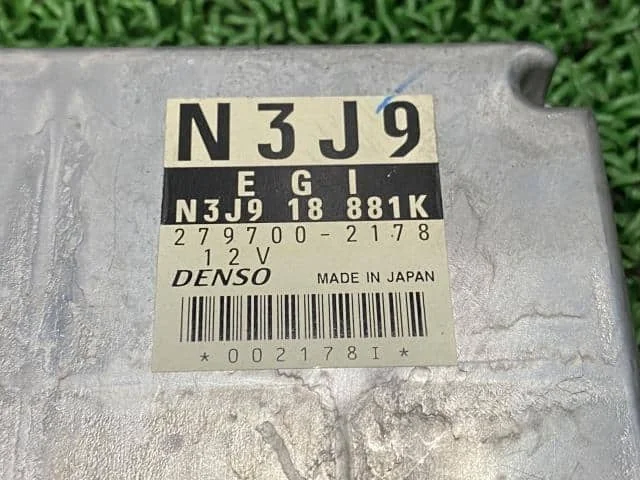 N3J9
E G I
N3J9 18 881K
279700-2178
12V
DENSO MADE IN JAPAN
*002178I*